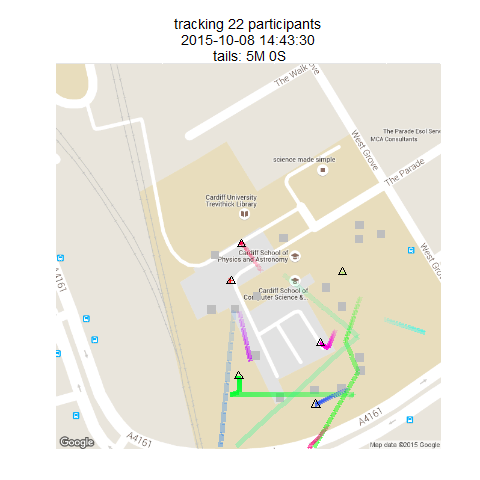 tracking 22 participants
2015-10-08 14:43:30
tails: 5M 0S
The Walk
West Grove
The Parade Esol Serv
MCA Consultants
science made simple
The Parade
Cardiff University
Trevithick Library
West Grove
Cardiff School of
Physics and Astronomy
A4161
Cardiff School of
Computer Science &...
A4161
A4161
Google
Map data ©2015 Google